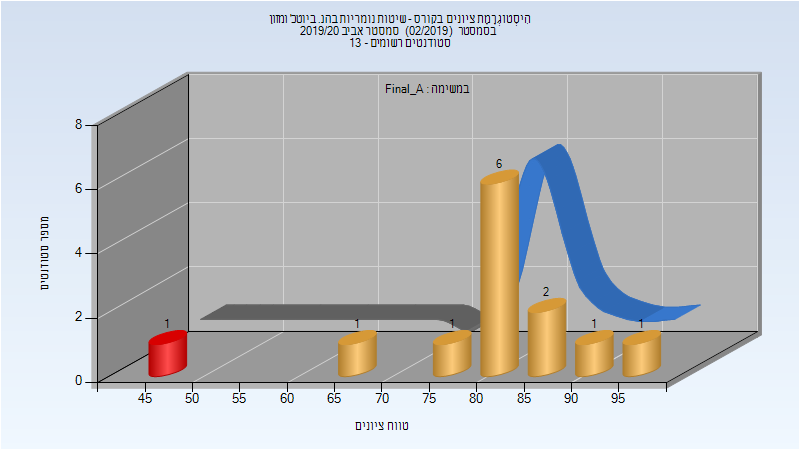 הִיסְטוֹגְרָמַת ציונים בקורס - שיטות נומריות בהנ. ביוטכ' ומזון
בסמסטר (02/2019) סמסטר אביב 2019/20
סטודנטים רשומים - 13
במשימה : Final_A
מספר סטודנטים
8
6
4
2
0
1
1
1
6
2
1
1
45 50 55 60 65 70 75 80 85 90 95
טווח ציונים